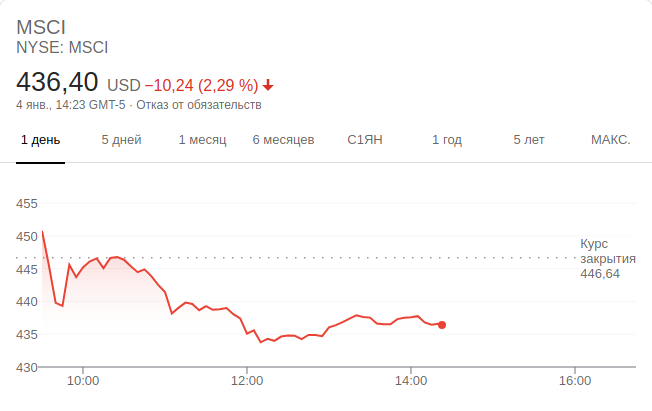 MSCI
NYSE: MSCI
436,40 USD −10,24 (2,29 %)
4 янв., 14:23 GMT-5 · Отказ от обязательств
1 день 5 дней 1 месяц 6 месяцев С1ЯН 1 год 5 лет МАКС.
455
450
445
440
435
430
Курс
закрытия
446,64
10:00 12:00 14:00 16:00